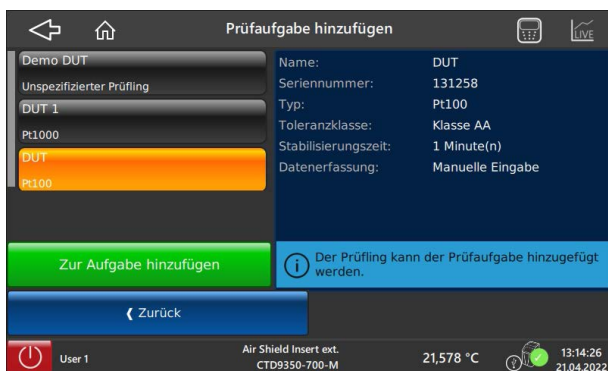 Prüfaufgabe hinzufügen
LIVE
Demo DUT
Unspezifizierter Prüfling
DUT 1
Pt1000
DUT
Pt100
Name: DUT
Seriennummer: 131258
Typ: Pt100
Toleranzklasse: Klasse AA
Stabilisierungszeit: 1 Minute(n)
Datenerfassung: Manuelle Eingabe
Zur Aufgabe hinzufügen
Der Prüfling kann der Prüfaufgabe hinzugefügt
werden.
Zurück
User 1
Air Shield Insert ext.
CTD9350-700-M
21,578 °C
13:14:26
21.04.2022